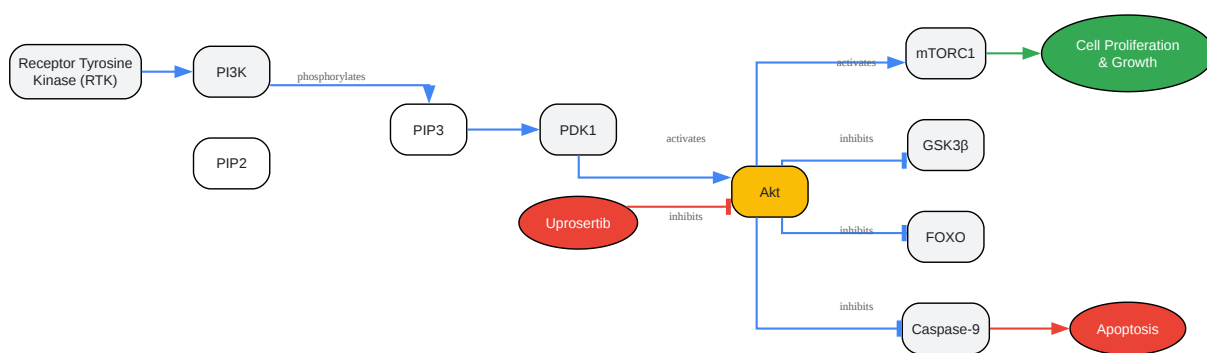 Receptor Tyrosine
Kinase (RTK)
PI3K
phosphorylates
PIP2
PIP3
PDK1
activates
Uprosertib
inhibits
Akt
activates
mTORC1
Cell Proliferation
& Growth
inhibits
GSK3β
inhibits
FOXO
inhibits
Caspase-9
Apoptosis